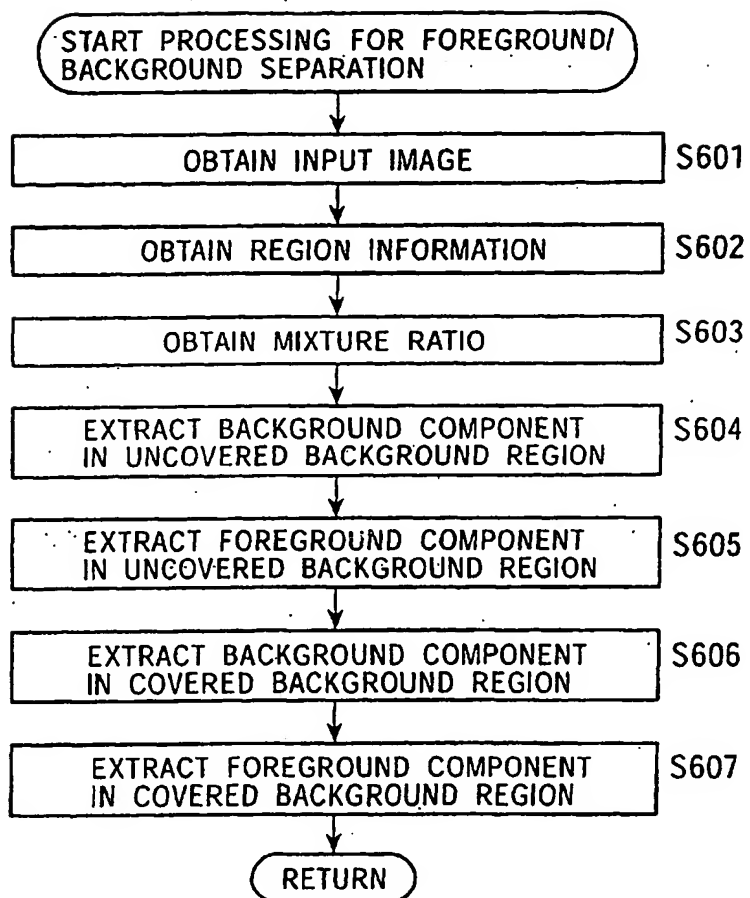 START PROCESSING FOR FOREGROUND/
BACKGROUND SEPARATION
OBTAIN INPUT IMAGE
S601
OBTAIN REGION INFORMATION
S602
OBTAIN MIXTURE RATIO
S603
EXTRACT BACKGROUND COMPONENT
IN UNCOVERED BACKGROUND REGION
S604
EXTRACT FOREGROUND COMPONENT
IN UNCOVERED BACKGROUND REGION
S605
EXTRACT BACKGROUND COMPONENT
IN COVERED BACKGROUND REGION
S606
EXTRACT FOREGROUND COMPONENT
IN COVERED BACKGROUND REGION
S607
RETURN